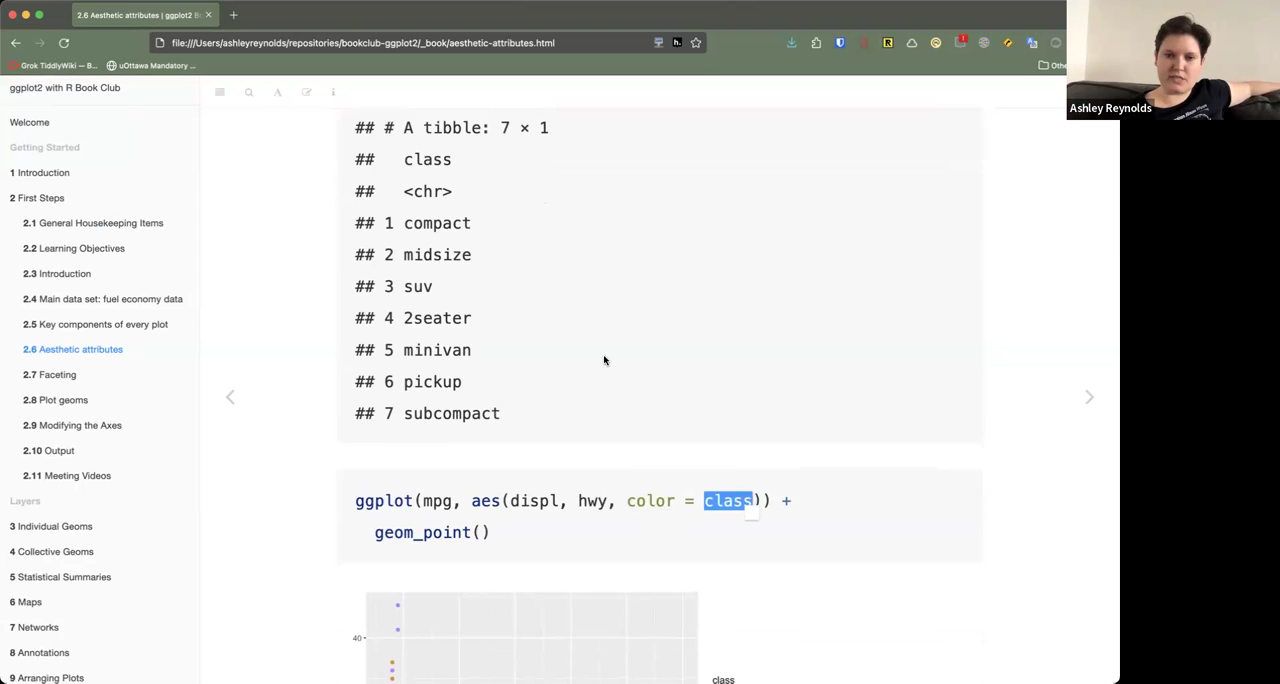 2.6 Aesthetic attributes | ggplot2 B
file:///Users/ashleyreynolds/repositories/bookclub-ggplot2/_book/aesthetic-attributes.html
Grok TiddlyWiki — B...
uOttawa Mandatory ...
Othe
Ashley Reynolds
ggplot2 with R Book Club
Welcome
Getting Started
1 Introduction
2 First Steps
2.1 General Housekeeping Items
2.2 Learning Objectives
2.3 Introduction
2.4 Main data set: fuel economy data
2.5 Key components of every plot
2.6 Aesthetic attributes
2.7 Faceting
2.8 Plot geoms
2.9 Modifying the Axes
2.10 Output
2.11 Meeting Videos
Layers
3 Individual Geoms
4 Collective Geoms
5 Statistical Summaries
6 Maps
7 Networks
8 Annotations
9 Arranging Plots
## # A tibble: 7 × 1
## class
## <chr>
## 1 compact
## 2 midsize
## 3 suv
## 4 2seater
## 5 minivan
## 6 pickup
## 7 subcompact
ggplot(mpg, aes(displ, hwy, color = class)) +
geom_point()
40
class